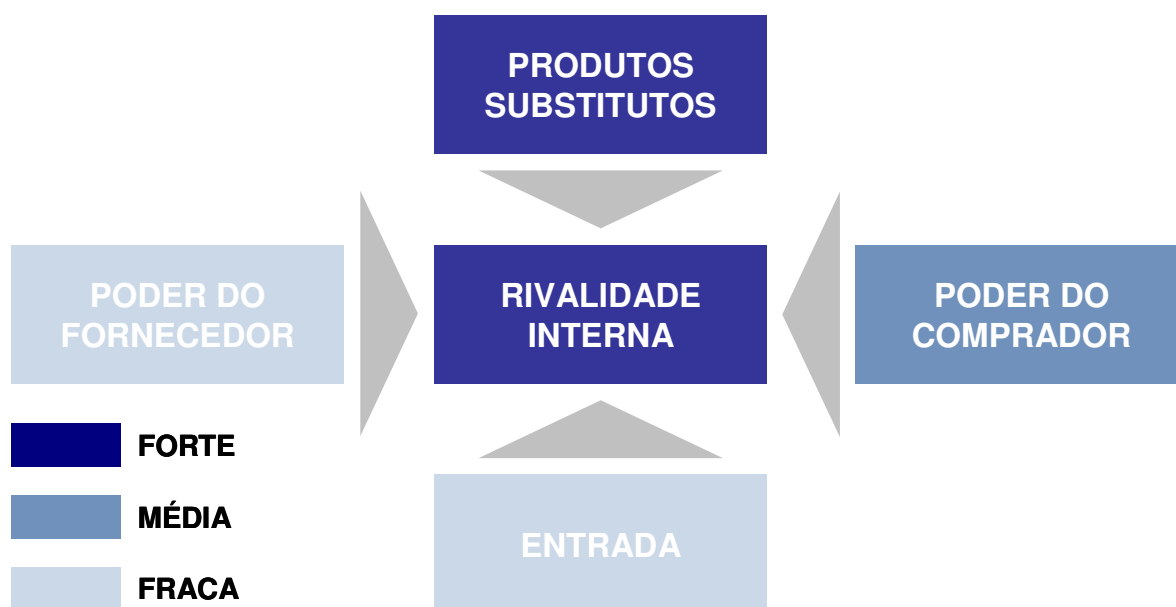 PRODUTOS
SUBSTITUTOS
PODER DO
FORNECEDOR
RIVALIDADE
INTERNA
PODER DO
COMPRADOR
FORTE
MÉDIA
FRACA
ENTRADA